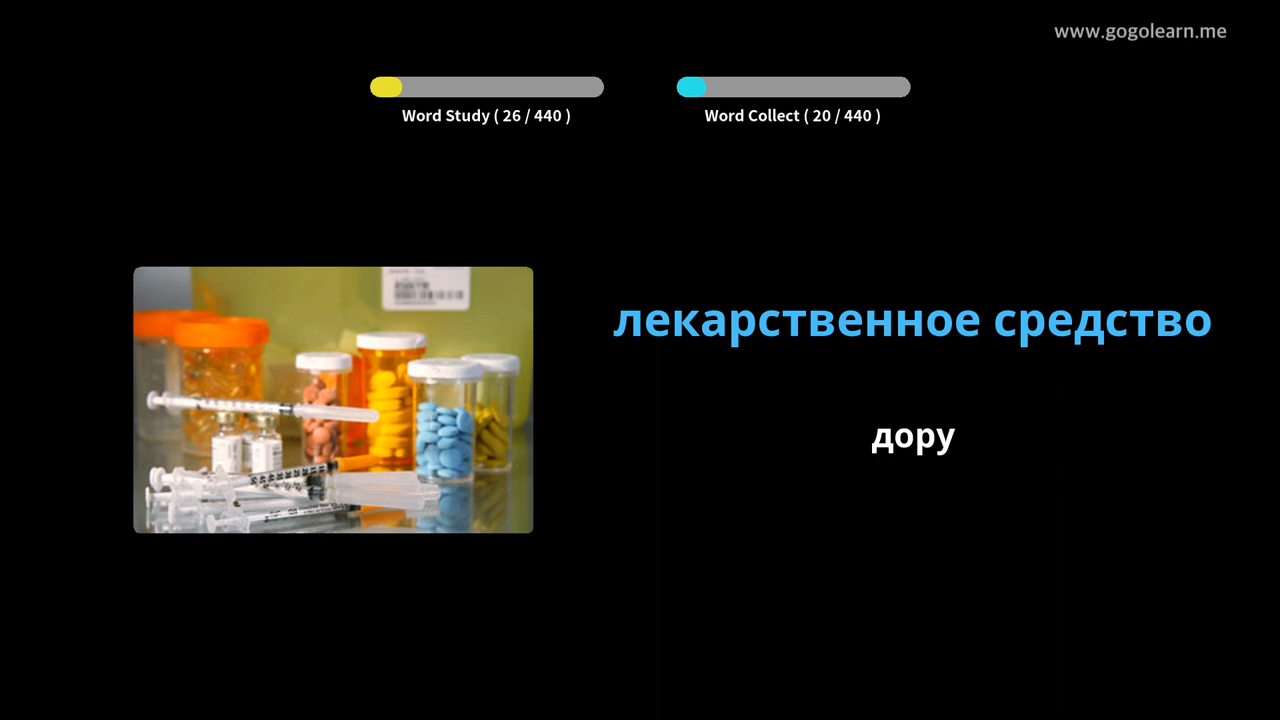 www.gogolearn.me
Word Study ( 26 / 440 )
Word Collect ( 20 / 440 )
лекарственное средство
дору